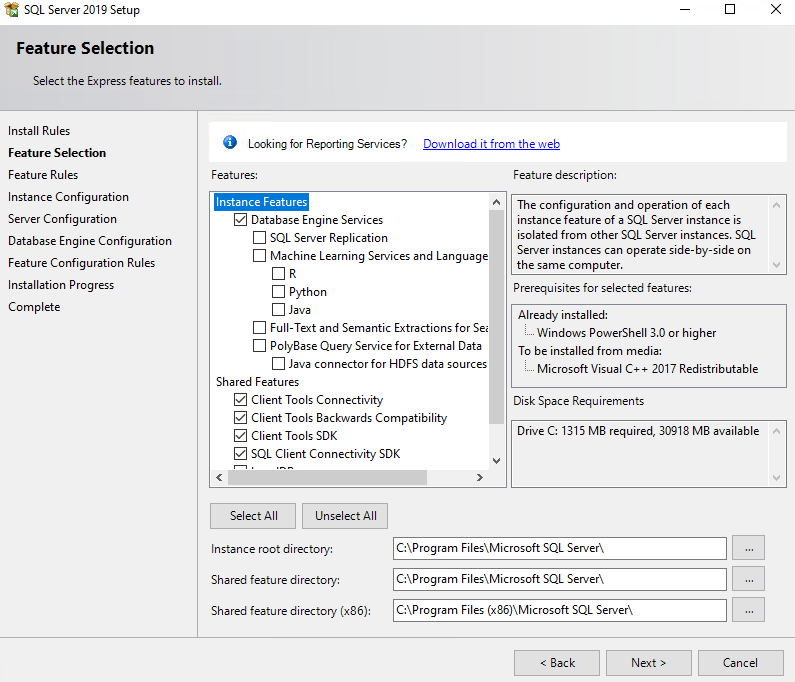 SQL Server 2019 Setup
Feature Selection
Select the Express features to install.
Install Rules
Feature Selection
Feature Rules
Instance Configuration
Server Configuration
Database Engine Configuration
Feature Configuration Rules
Installation Progress
Complete
Looking for Reporting Services? Download it from the web
Features:
Instance Features
Database Engine Services
SQL Server Replication
Machine Learning Services and Language
R
Python
Java
Full-Text and Semantic Extractions for Sea
PolyBase Query Service for External Data
Java connector for HDFS data sources
Shared Features
Client Tools Connectivity
Client Tools Backwards Compatibility
Client Tools SDK
SQL Client Connectivity SDK
Feature description:
The configuration and operation of each
instance feature of a SQL Server instance is
isolated from other SQL Server instances. SQL
Server instances can operate side-by-side on
the same computer.
Prerequisites for selected features:
Already installed:
Windows PowerShell 3.0 or higher
To be installed from media:
Microsoft Visual C++ 2017 Redistributable
Disk Space Requirements
Drive C: 1315 MB required, 30918 MB available
Select All
Unselect All
Instance root directory:
C:\Program Files\Microsoft SQL Server\
...
Shared feature directory:
C:\Program Files\Microsoft SQL Server\
...
Shared feature directory (x86):
C:\Program Files (x86)\Microsoft SQL Server\
...
< Back
Next >
Cancel